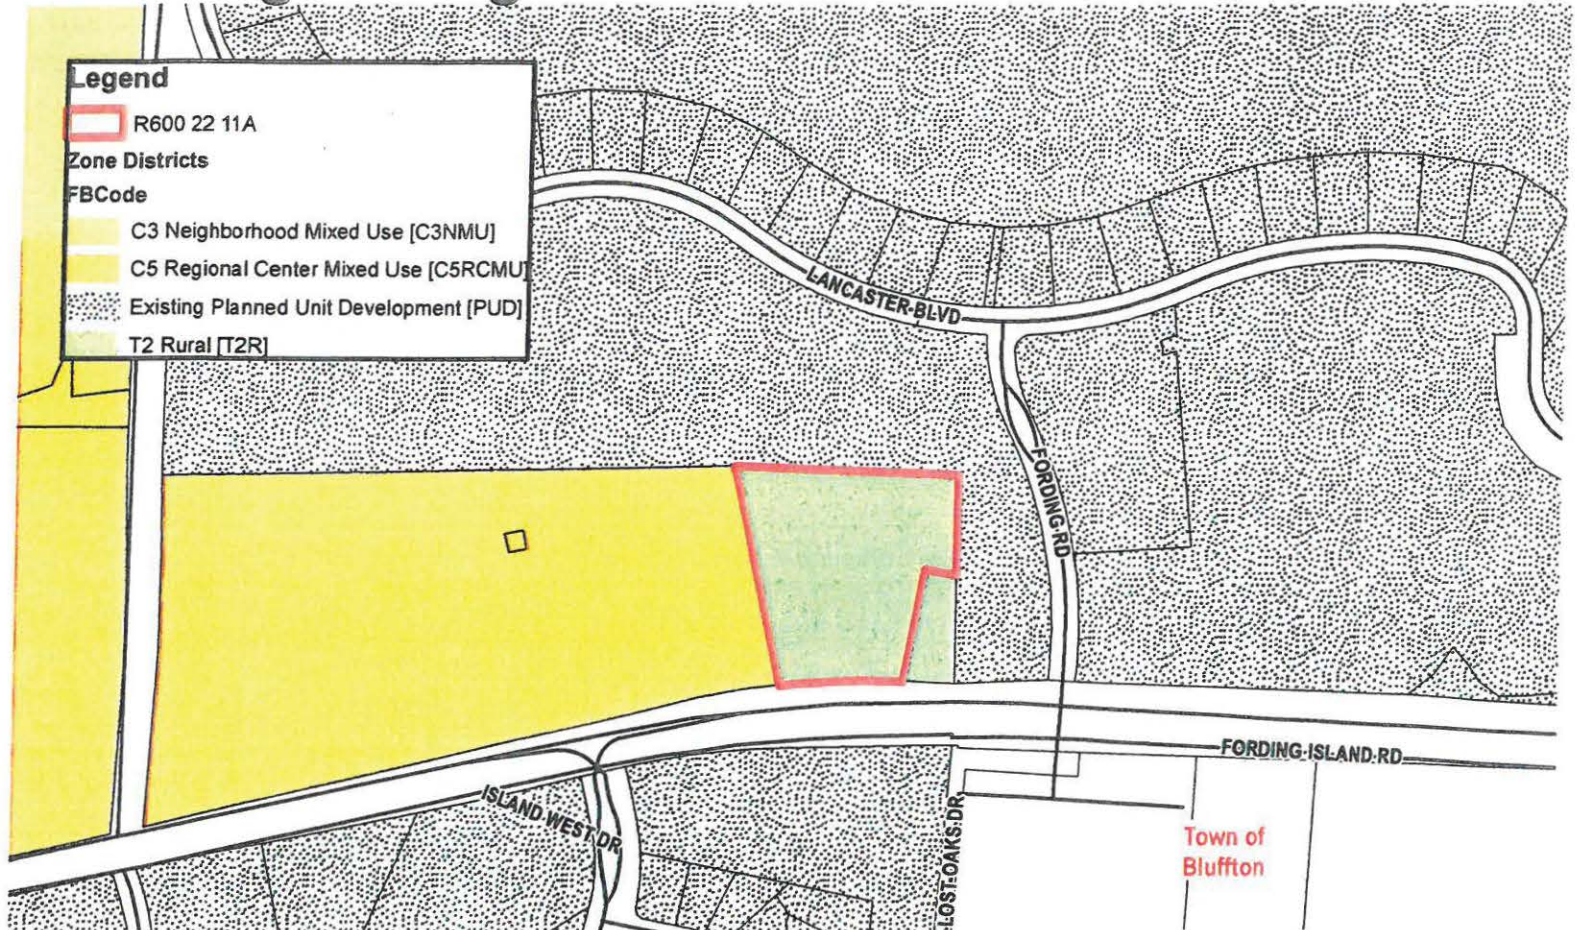 Legend
R600 22 11A
Zone Districts
FBCode
C3 Neighborhood Mixed Use [C3NMU]
C5 Regional Center Mixed Use [C5RCMU]
Existing Planned Unit Development [PUD]
T2 Rural [T2R]
LANCASTER BLVD
FORDING RD
FORDING ISLAND RD
ISLAND WEST DR
LOST OAKS DR
Town of
Bluffton